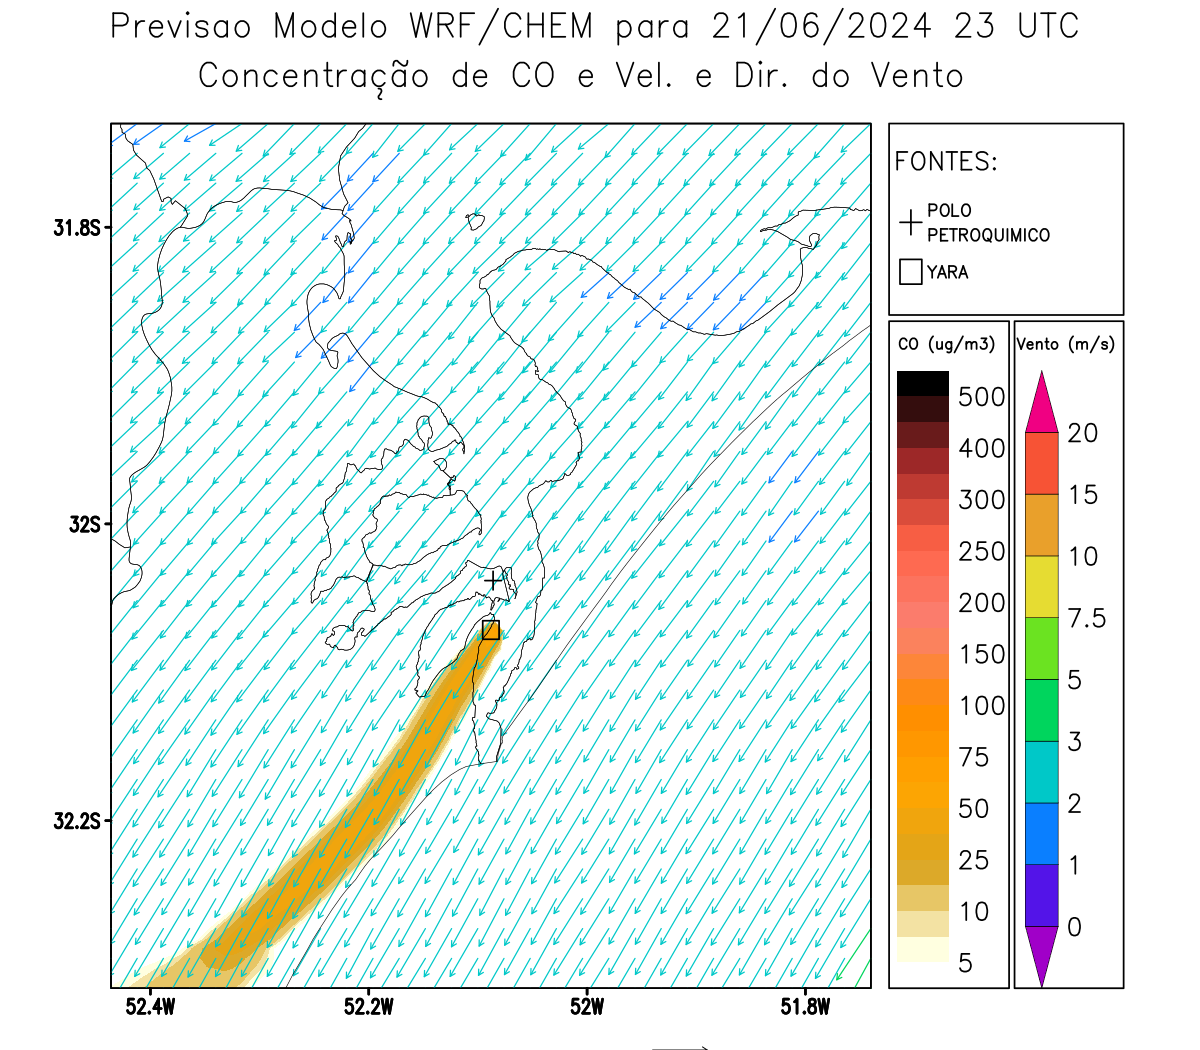 Previsao Modelo WRF/CHEM para 21/06/2024 23 UTC
Concentração de CO e Vel. e Dir. do Vento
FONTES:
POLO
PETROQUIMICO
YARA
CO (ug/m3)
500
400
300
250
200
150
100
75
50
25
10
5
Vento (m/s)
20
15
10
7.5
5
3
2
1
0
31.8S
32S
32.2S
52.4W
52.2W
52W
51.8W